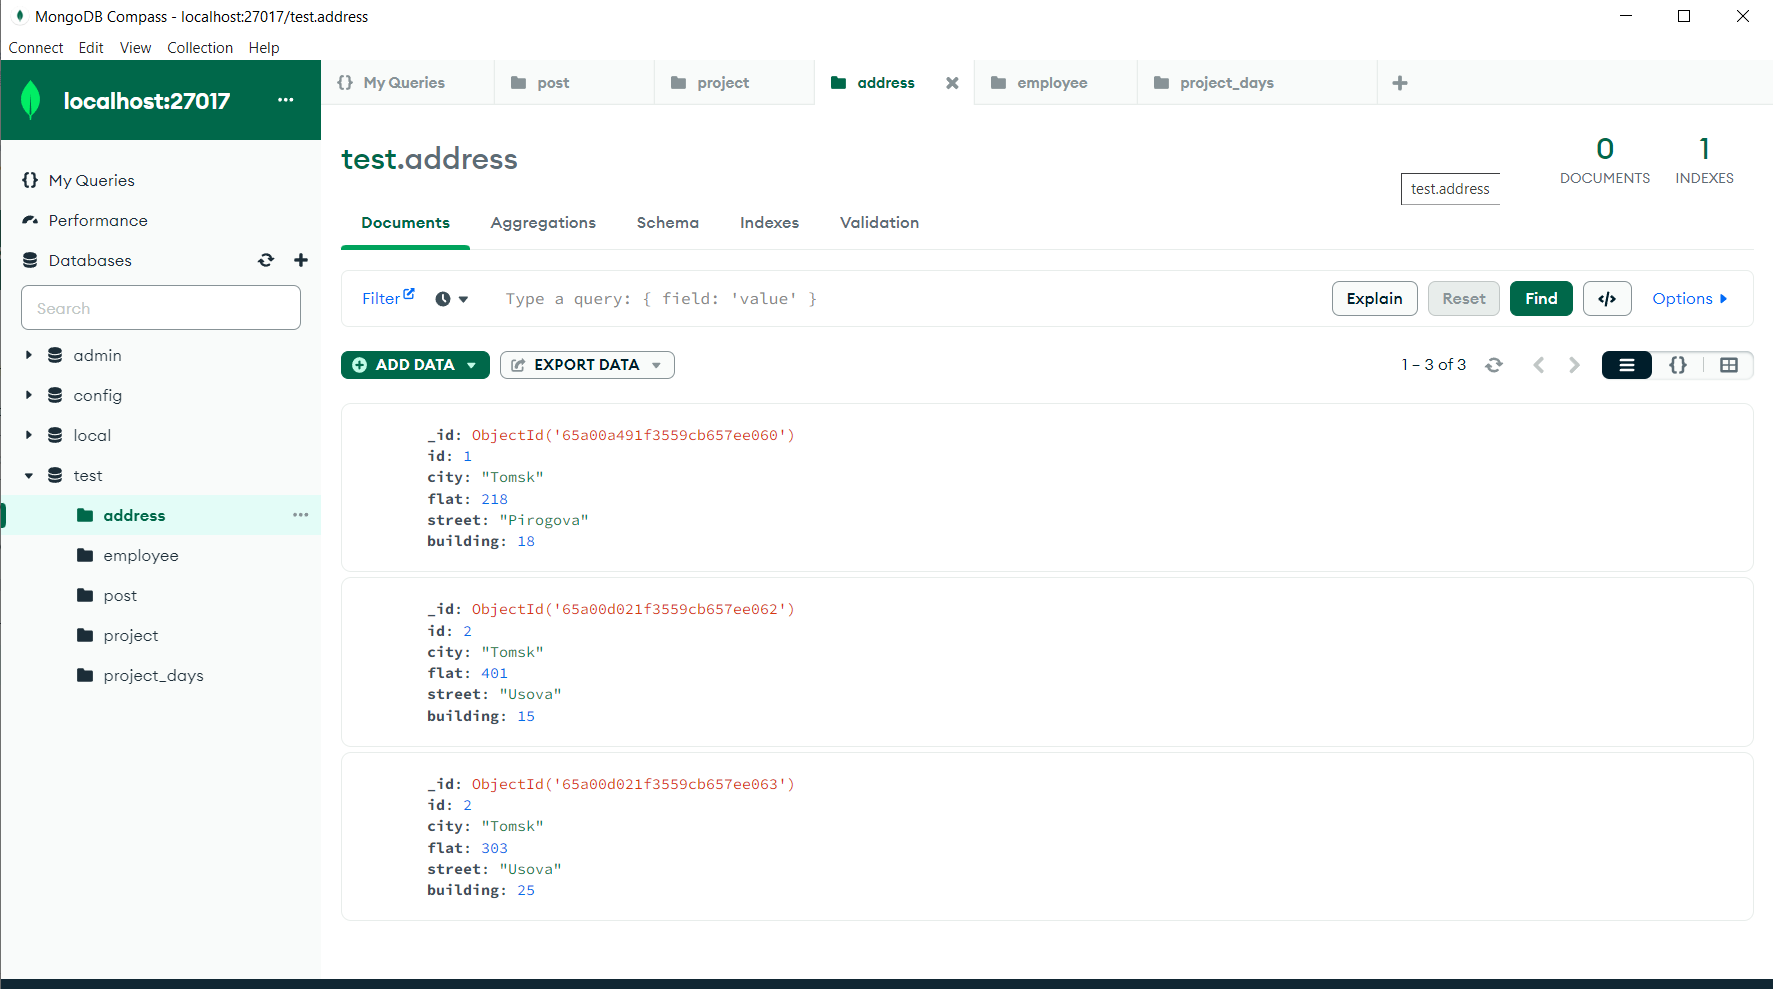 MongoDB Compass - localhost:27017/test.address
Connect Edit View Collection Help
localhost:27017 ...
{} My Queries
Performance
Databases
Search
admin
config
local
test
address ...
employee
post
project
project_days
{} My Queries post project address employee project_days
test.address
0 1
DOCUMENTS INDEXES
test.address
Documents Aggregations Schema Indexes Validation
Filter Type a query: { field: 'value' } Explain Reset Find </> Options
ADD DATA EXPORT DATA 1 – 3 of 3 {}
_id: ObjectId('65a00a491f3559cb657ee060')
id: 1
city: "Tomsk"
flat: 218
street: "Pirogova"
building: 18
_id: ObjectId('65a00d021f3559cb657ee062')
id: 2
city: "Tomsk"
flat: 401
street: "Usova"
building: 15
_id: ObjectId('65a00d021f3559cb657ee063')
id: 2
city: "Tomsk"
flat: 303
street: "Usova"
building: 25